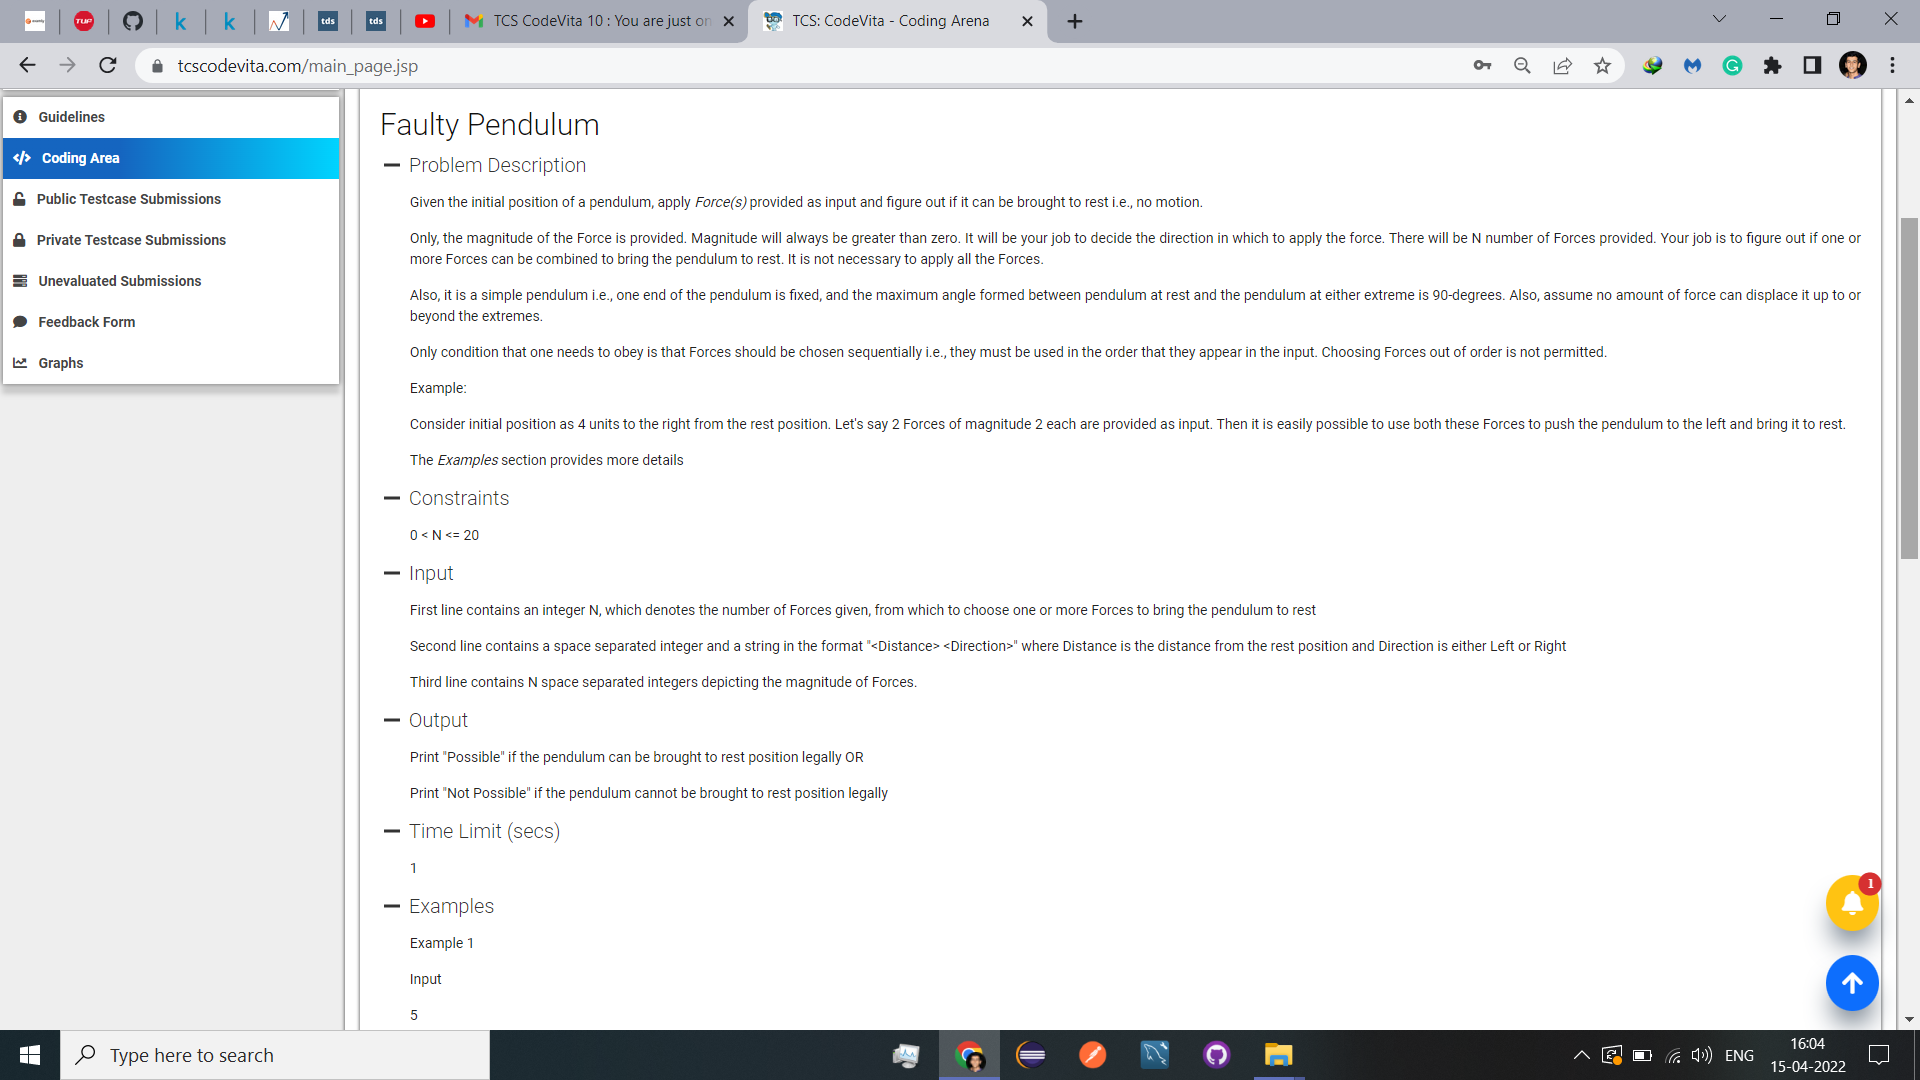 TUP
tds
tds
TCS CodeVita 10 : You are just on
TCS: CodeVita - Coding Arena
tcscodevita.com/main_page.jsp
Guidelines
Coding Area
Public Testcase Submissions
Private Testcase Submissions
Unevaluated Submissions
Feedback Form
Graphs
Faulty Pendulum
Problem Description
Given the initial position of a pendulum, apply Force(s) provided as input and figure out if it can be brought to rest i.e., no motion.
Only, the magnitude of the Force is provided. Magnitude will always be greater than zero. It will be your job to decide the direction in which to apply the force. There will be N number of Forces provided. Your job is to figure out if one or
more Forces can be combined to bring the pendulum to rest. It is not necessary to apply all the Forces.
Also, it is a simple pendulum i.e., one end of the pendulum is fixed, and the maximum angle formed between pendulum at rest and the pendulum at either extreme is 90-degrees. Also, assume no amount of force can displace it up to or
beyond the extremes.
Only condition that one needs to obey is that Forces should be chosen sequentially i.e., they must be used in the order that they appear in the input. Choosing Forces out of order is not permitted.
Example:
Consider initial position as 4 units to the right from the rest position. Let's say 2 Forces of magnitude 2 each are provided as input. Then it is easily possible to use both these Forces to push the pendulum to the left and bring it to rest.
The Examples section provides more details
Constraints
0 < N <= 20
Input
First line contains an integer N, which denotes the number of Forces given, from which to choose one or more Forces to bring the pendulum to rest
Second line contains a space separated integer and a string in the format "<Distance> <Direction>" where Distance is the distance from the rest position and Direction is either Left or Right
Third line contains N space separated integers depicting the magnitude of Forces.
Output
Print "Possible" if the pendulum can be brought to rest position legally OR
Print "Not Possible" if the pendulum cannot be brought to rest position legally
Time Limit (secs)
1
Examples
Example 1
Input
5
1
Type here to search
ENG
16:04
15-04-2022